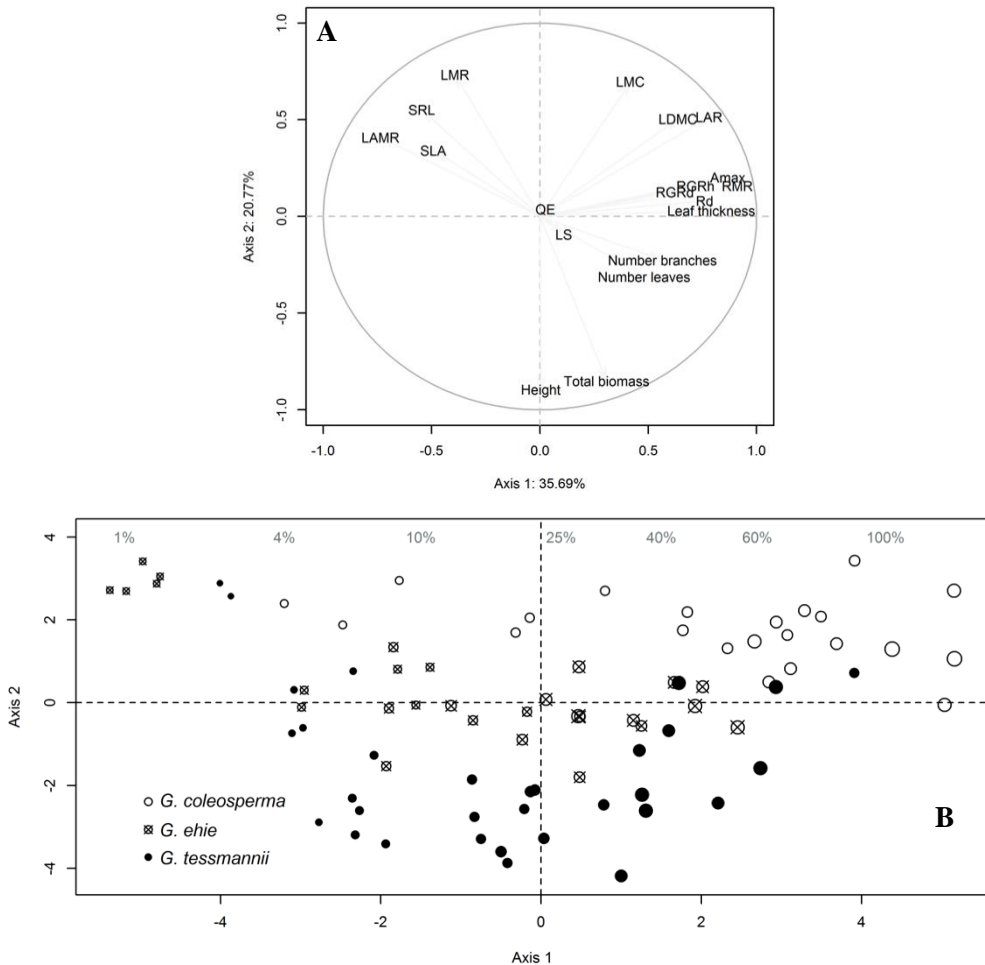 A
1.0
LMR
LMC
SRL
LDMC LAR
0.5
LAMR
SLA
Amax
RGRh RMR
RGRd
Rd
QE
Leaf thickness
0.0
LS
Number branches
Number leaves
-0.5
Height Total biomass
-1.0
Axis 2: 20.77%
-1.0 -0.5 0.0 0.5 1.0
Axis 1: 35.69%
4
1% 4% 10% 25% 40% 60% 100%
2
0
-2
-4
Axis 2
G. coleosperma
G. ehie
G. tessmannii
B
-4 -2 0 2 4
Axis 1